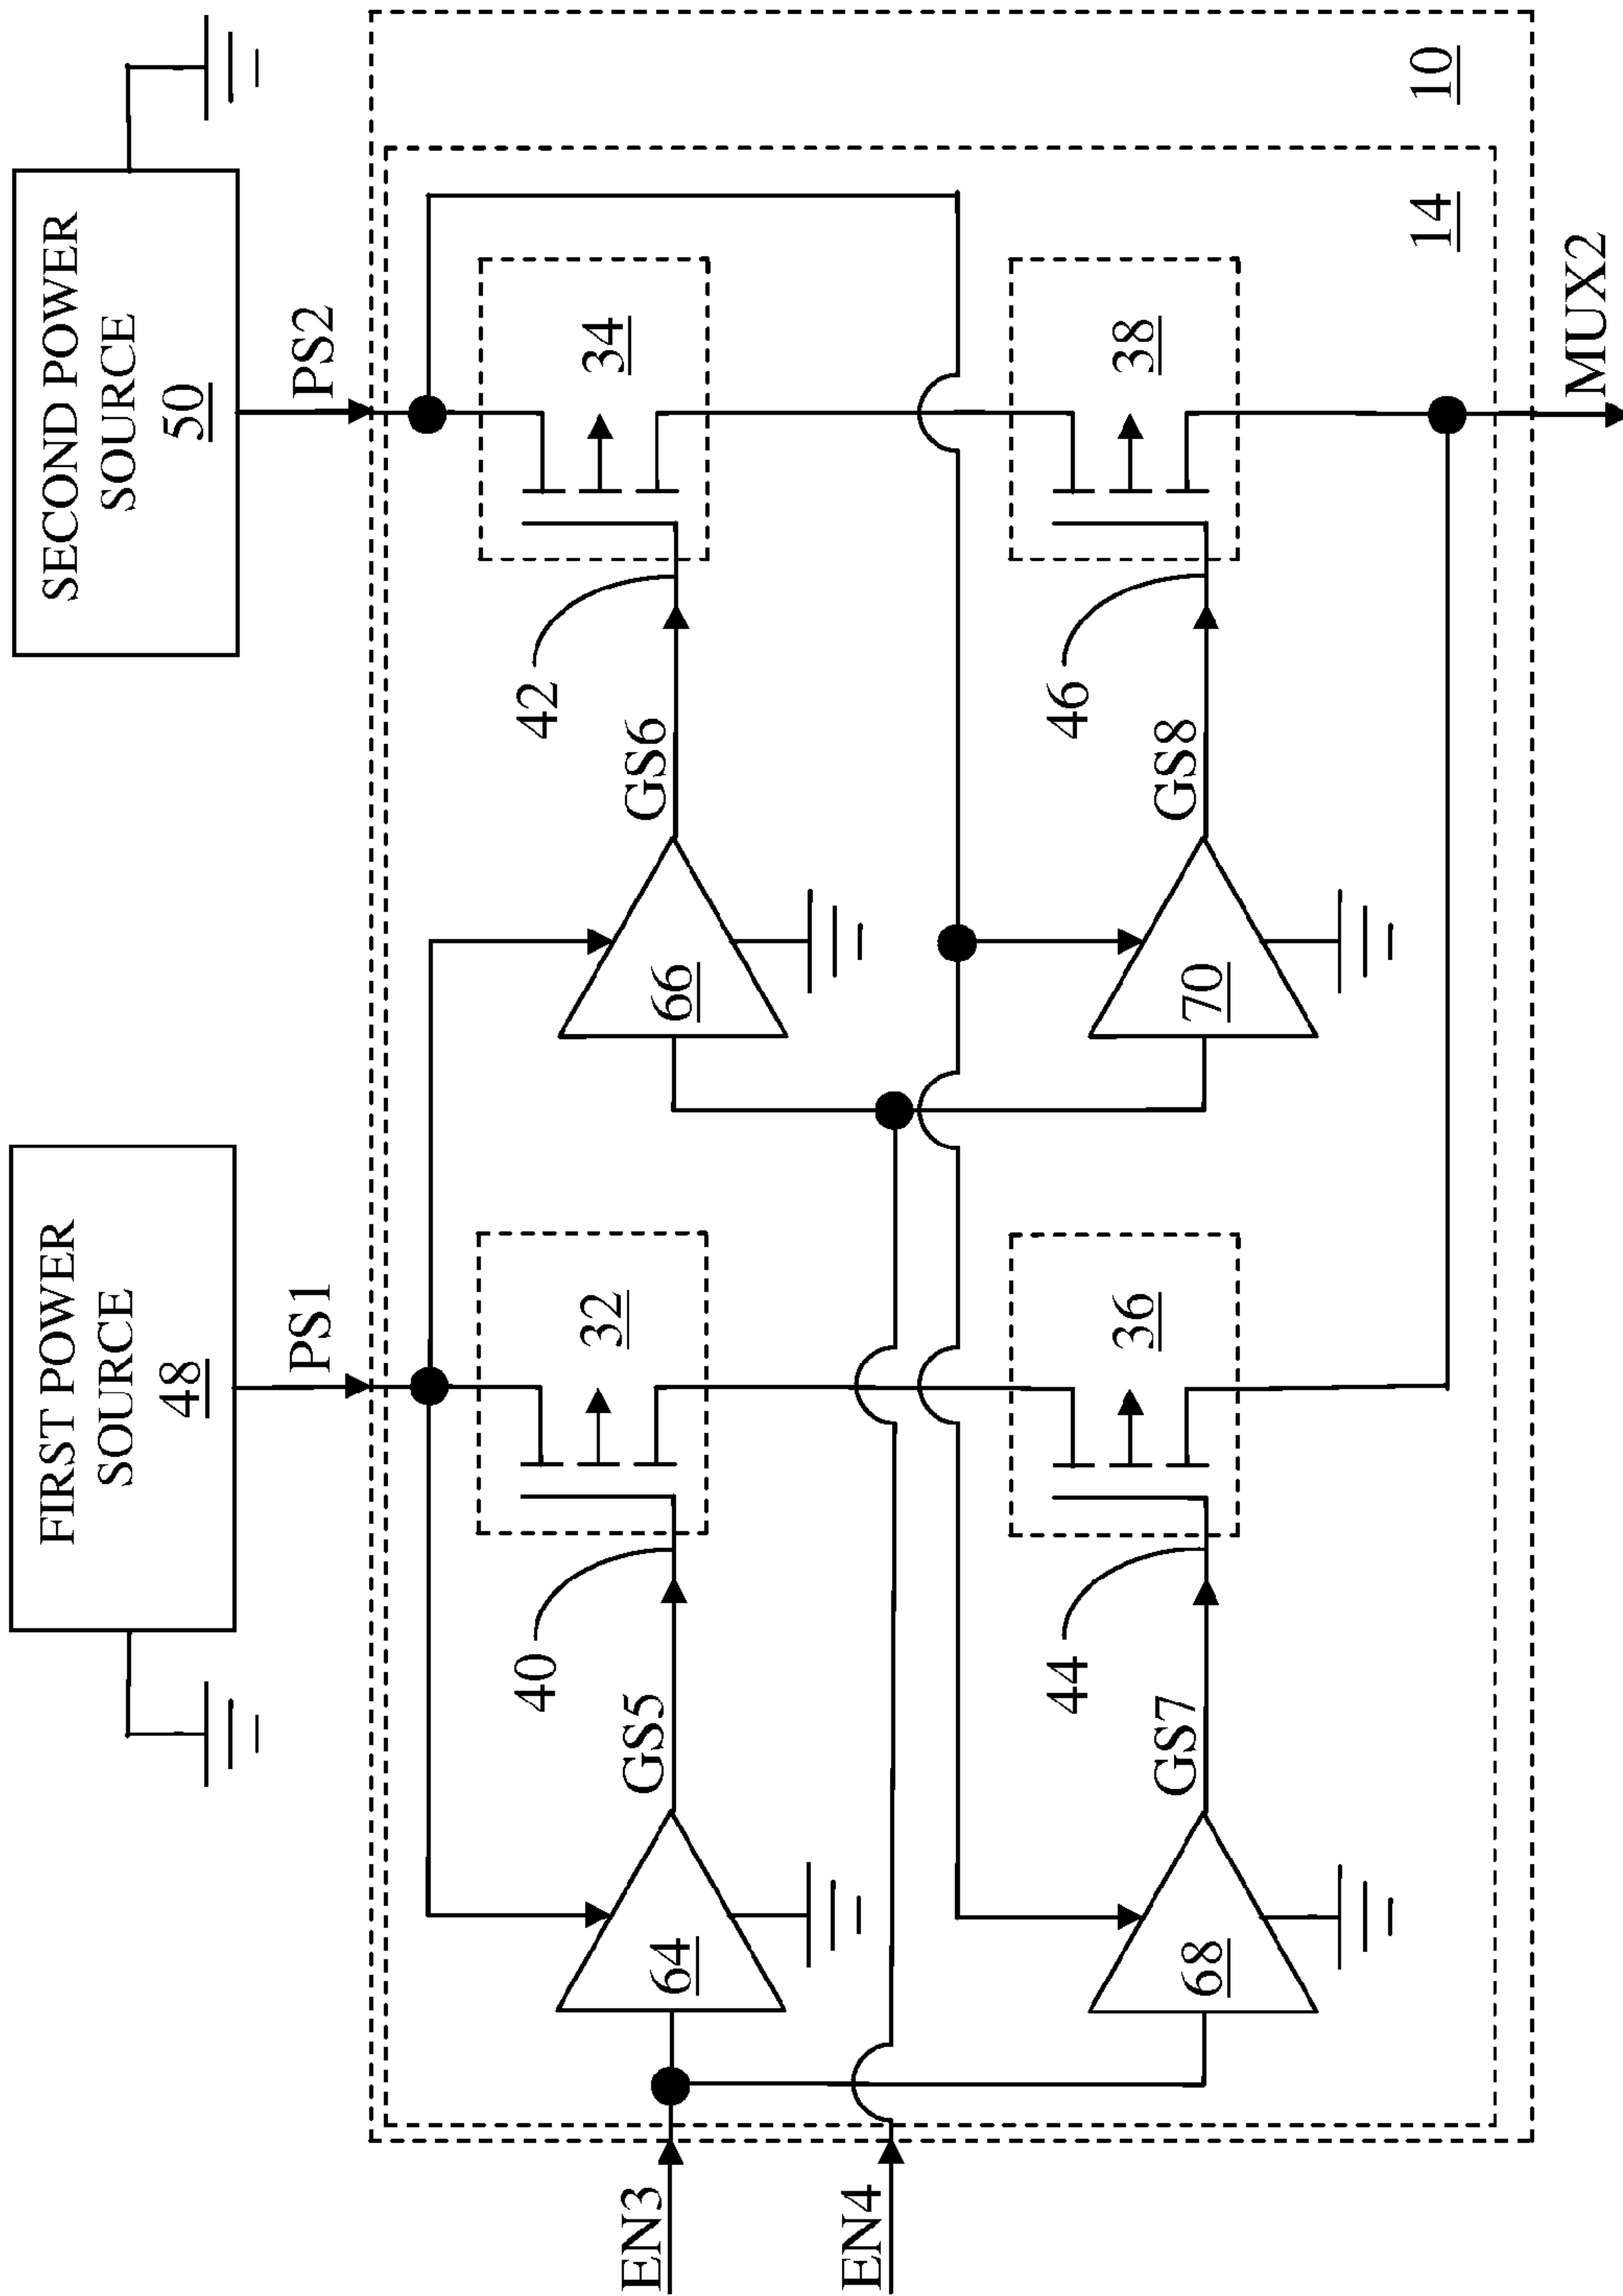 FIRST POWER
SOURCE
48
SECOND POWER
SOURCE
50
PS1
PS2
40
32
42
34
EN3
64
GS5
66
GS6
EN4
44
36
46
38
68
GS7
70
GS8
14
10
MUX2